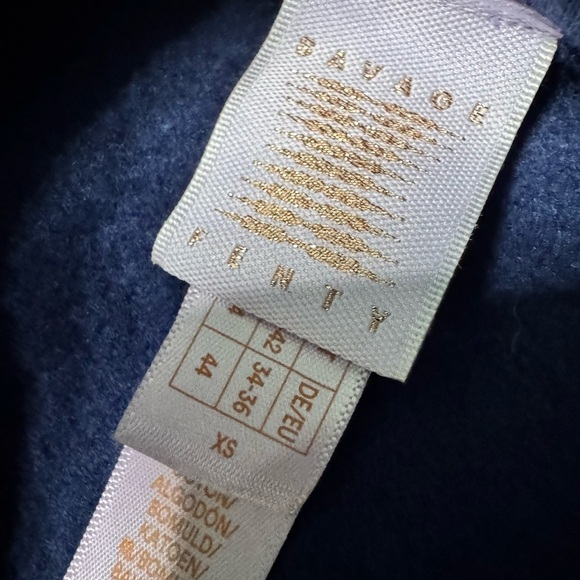 SAVAGE
FENTY
42
DE/EU
34-36
44
XS
ALGODÓN/
BOMULD/
KATOEN/